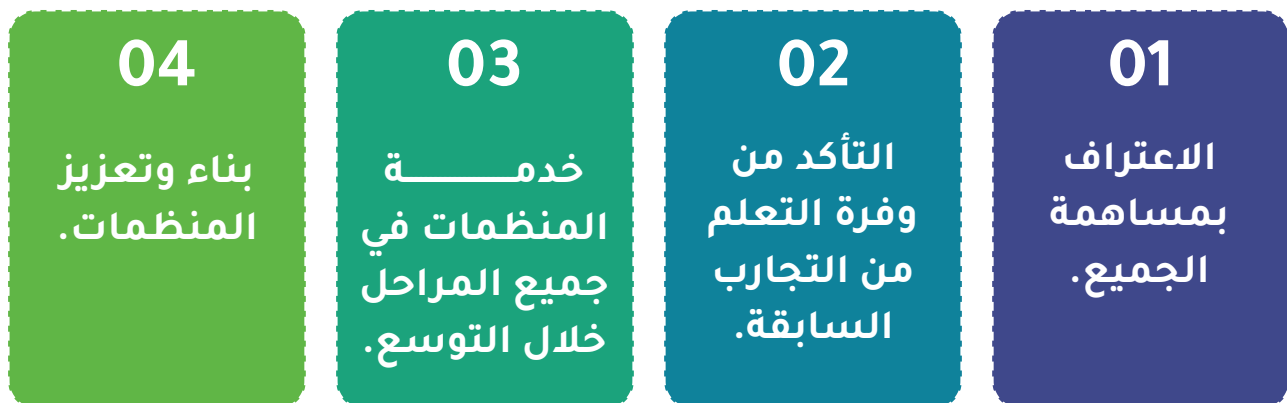 01
الاعتراف
بمساهمة
الجميع.
02
التأكد من
وفرة التعلم
من التجارب
السابقة.
03
خدمـــــــــــة
المنظمات في
جميع المراحل
خلال التوسع.
04
بناء وتعزيز
المنظمات.